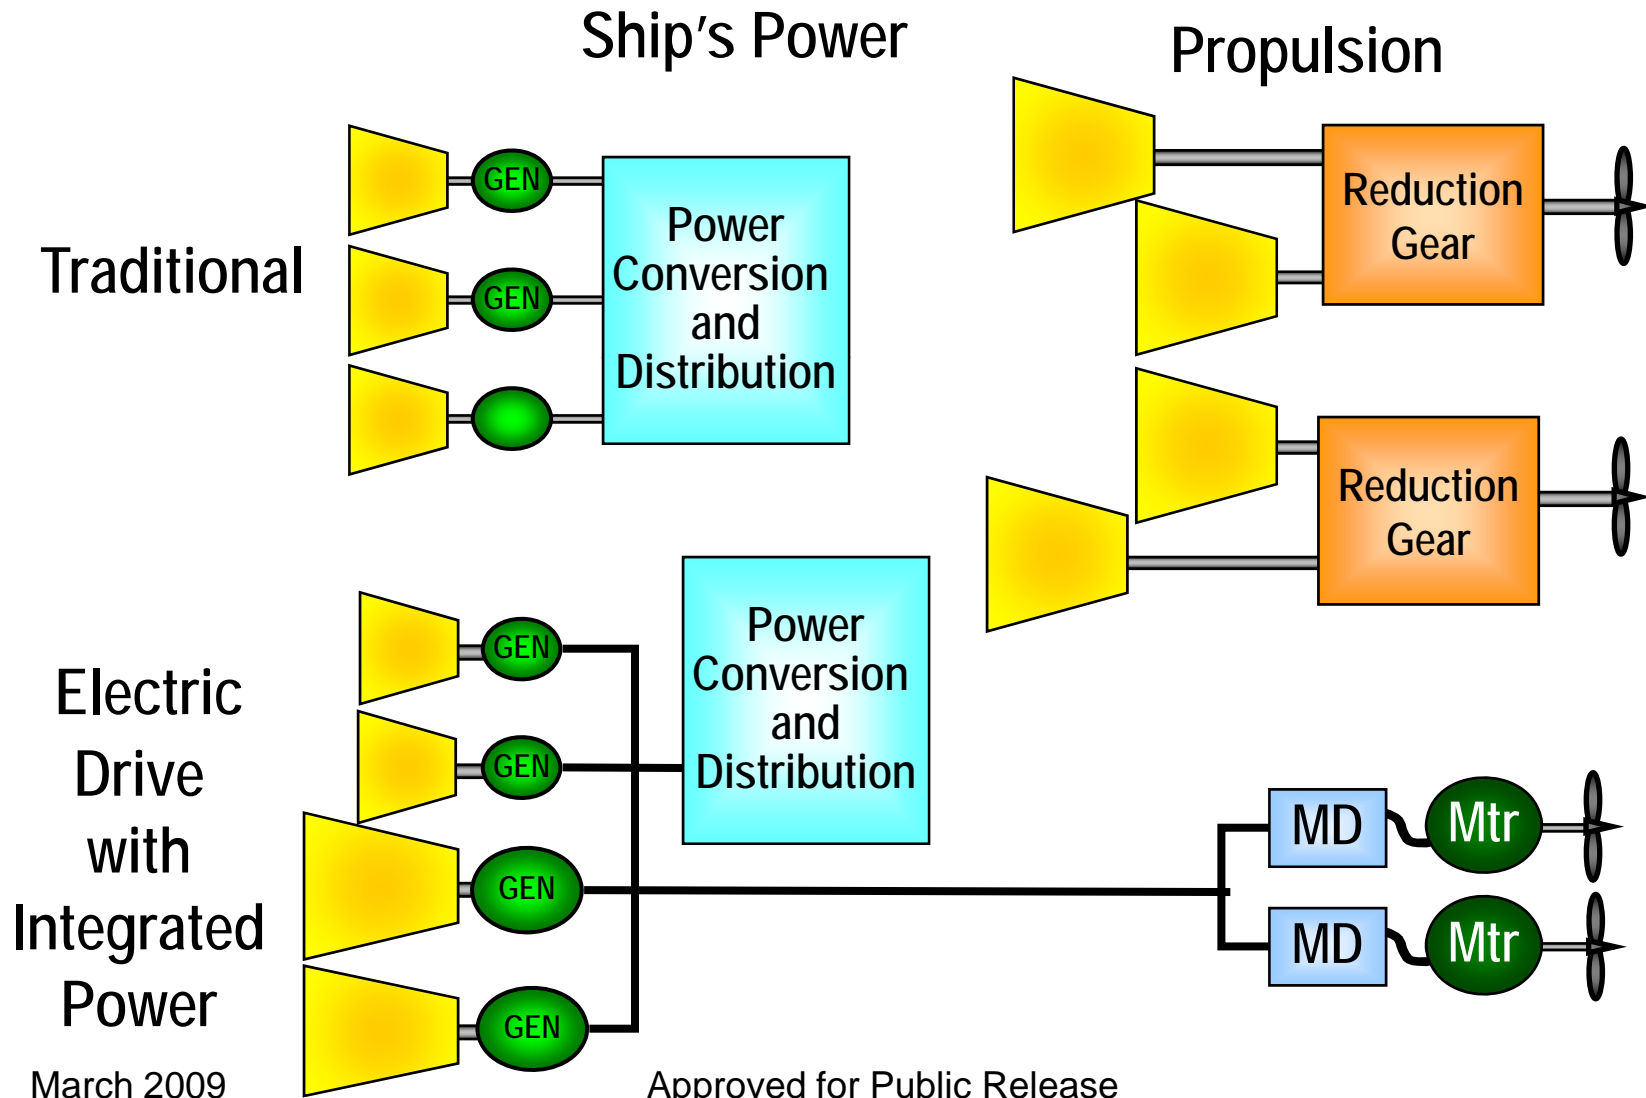 Ship's Power
Propulsion
Traditional
GEN
GEN
Power
Conversion
and
Distribution
Reduction
Gear
Reduction
Gear
Electric
Drive
with
Integrated
Power
GEN
GEN
GEN
GEN
Power
Conversion
and
Distribution
MD
Mtr
MD
Mtr
March 2009
Approved for Public Release